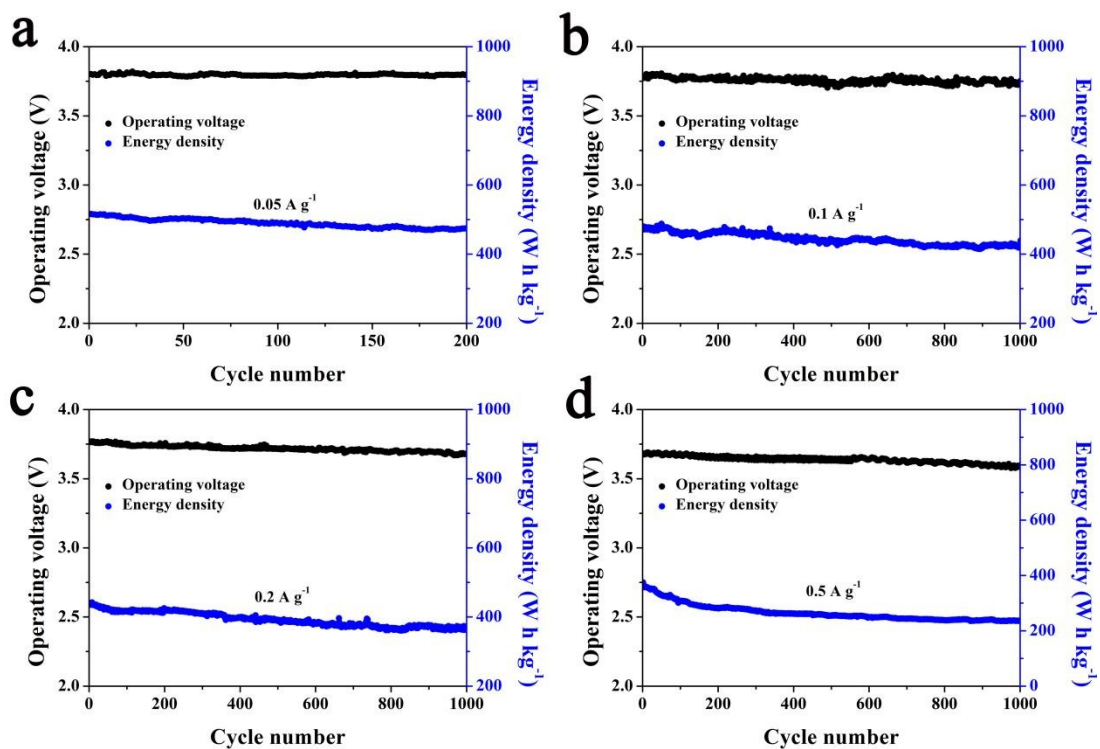 a
4.0
3.5
3.0
2.5
2.0
Operating voltage (V)
1000
800
600
400
200
Energy density (W h kg-1)
Operating voltage
Energy density
0.05 A g-1
0
50
100
150
200
Cycle number
b
4.0
3.5
3.0
2.5
2.0
Operating voltage (V)
1000
800
600
400
200
Energy density (W h kg-1)
Operating voltage
Energy density
0.1 A g-1
0
200
400
600
800
1000
Cycle number
c
4.0
3.5
3.0
2.5
2.0
Operating voltage (V)
1000
800
600
400
200
Energy density (W h kg-1)
Operating voltage
Energy density
0.2 A g-1
0
200
400
600
800
1000
Cycle number
d
4.0
3.5
3.0
2.5
2.0
Operating voltage (V)
1000
800
600
400
200
0
Energy density (W h kg-1)
Operating voltage
Energy density
0.5 A g-1
0
200
400
600
800
1000
Cycle number